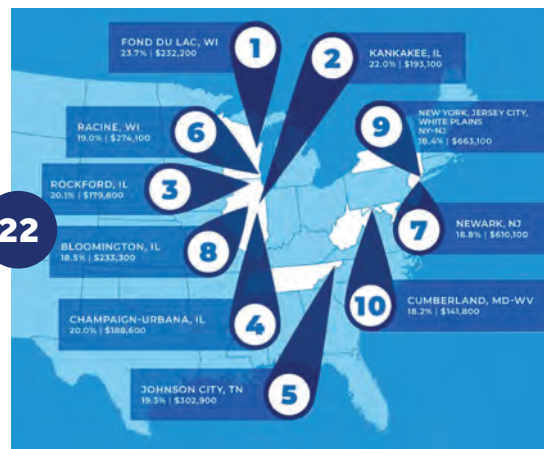 FOND DU LAC, WI
23.7% | $232,200
1
2
KANKAKEE, IL
22.0% | $193,100
RACINE, WI
19.0% | $274,100
6
9
NEW YORK, JERSEY CITY,
WHITE PLAINS
NY-NJ
18.4% | $663,100
ROCKFORD, IL
20.1% | $179,800
3
22
BLOOMINGTON, IL
18.5% | $233,300
8
7
NEWARK, NJ
18.8% | $610,100
CHAMPAIGN-URBANA, IL
20.0% | $188,600
4
10
CUMBERLAND, MD-WV
18.2% | $141,800
JOHNSON CITY, TN
19.3% | $302,900
5